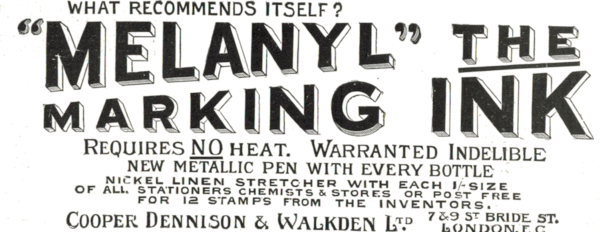 WHAT RECOMMENDS ITSELF?
"MELANYL" THE
MARKING INK
REQUIRES NO HEAT. WARRANTED INDELIBLE
NEW METALLIC PEN WITH EVERY BOTTLE
NICKEL LINEN STRETCHER WITH EACH 1/-SIZE
OF ALL STATIONERS CHEMISTS & STORES OR POST FREE
FOR 12 STAMPS FROM THE INVENTORS.
COOPER DENNISON & WALKDEN LTD 7&9 ST BRIDE ST.
LONDON.E.C